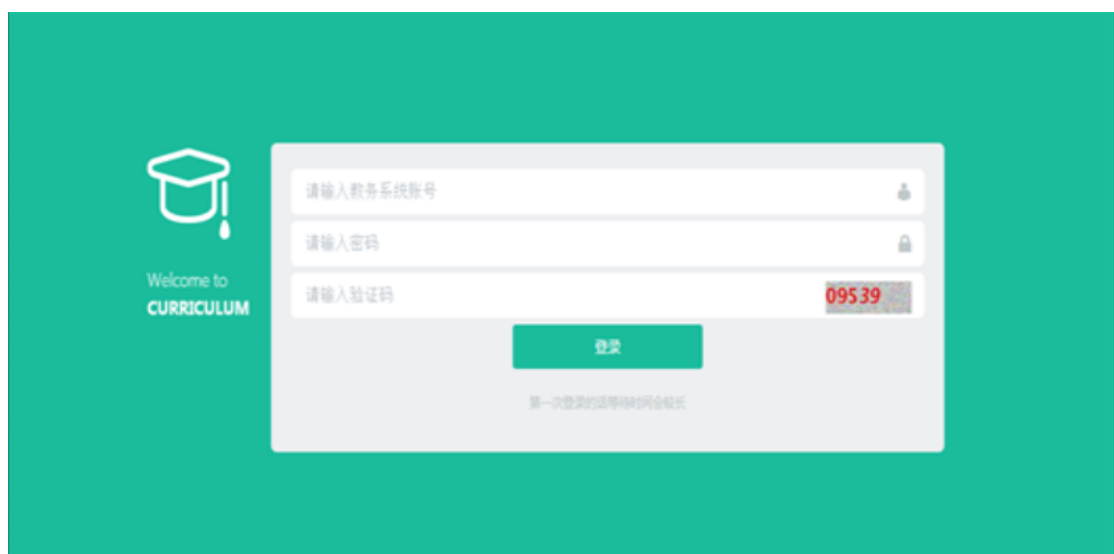 请输入教务系统账号
请输入密码
Welcome to
CURRICULUM
请输入验证码
09539
登录
第一次登录的话等待时间会较长